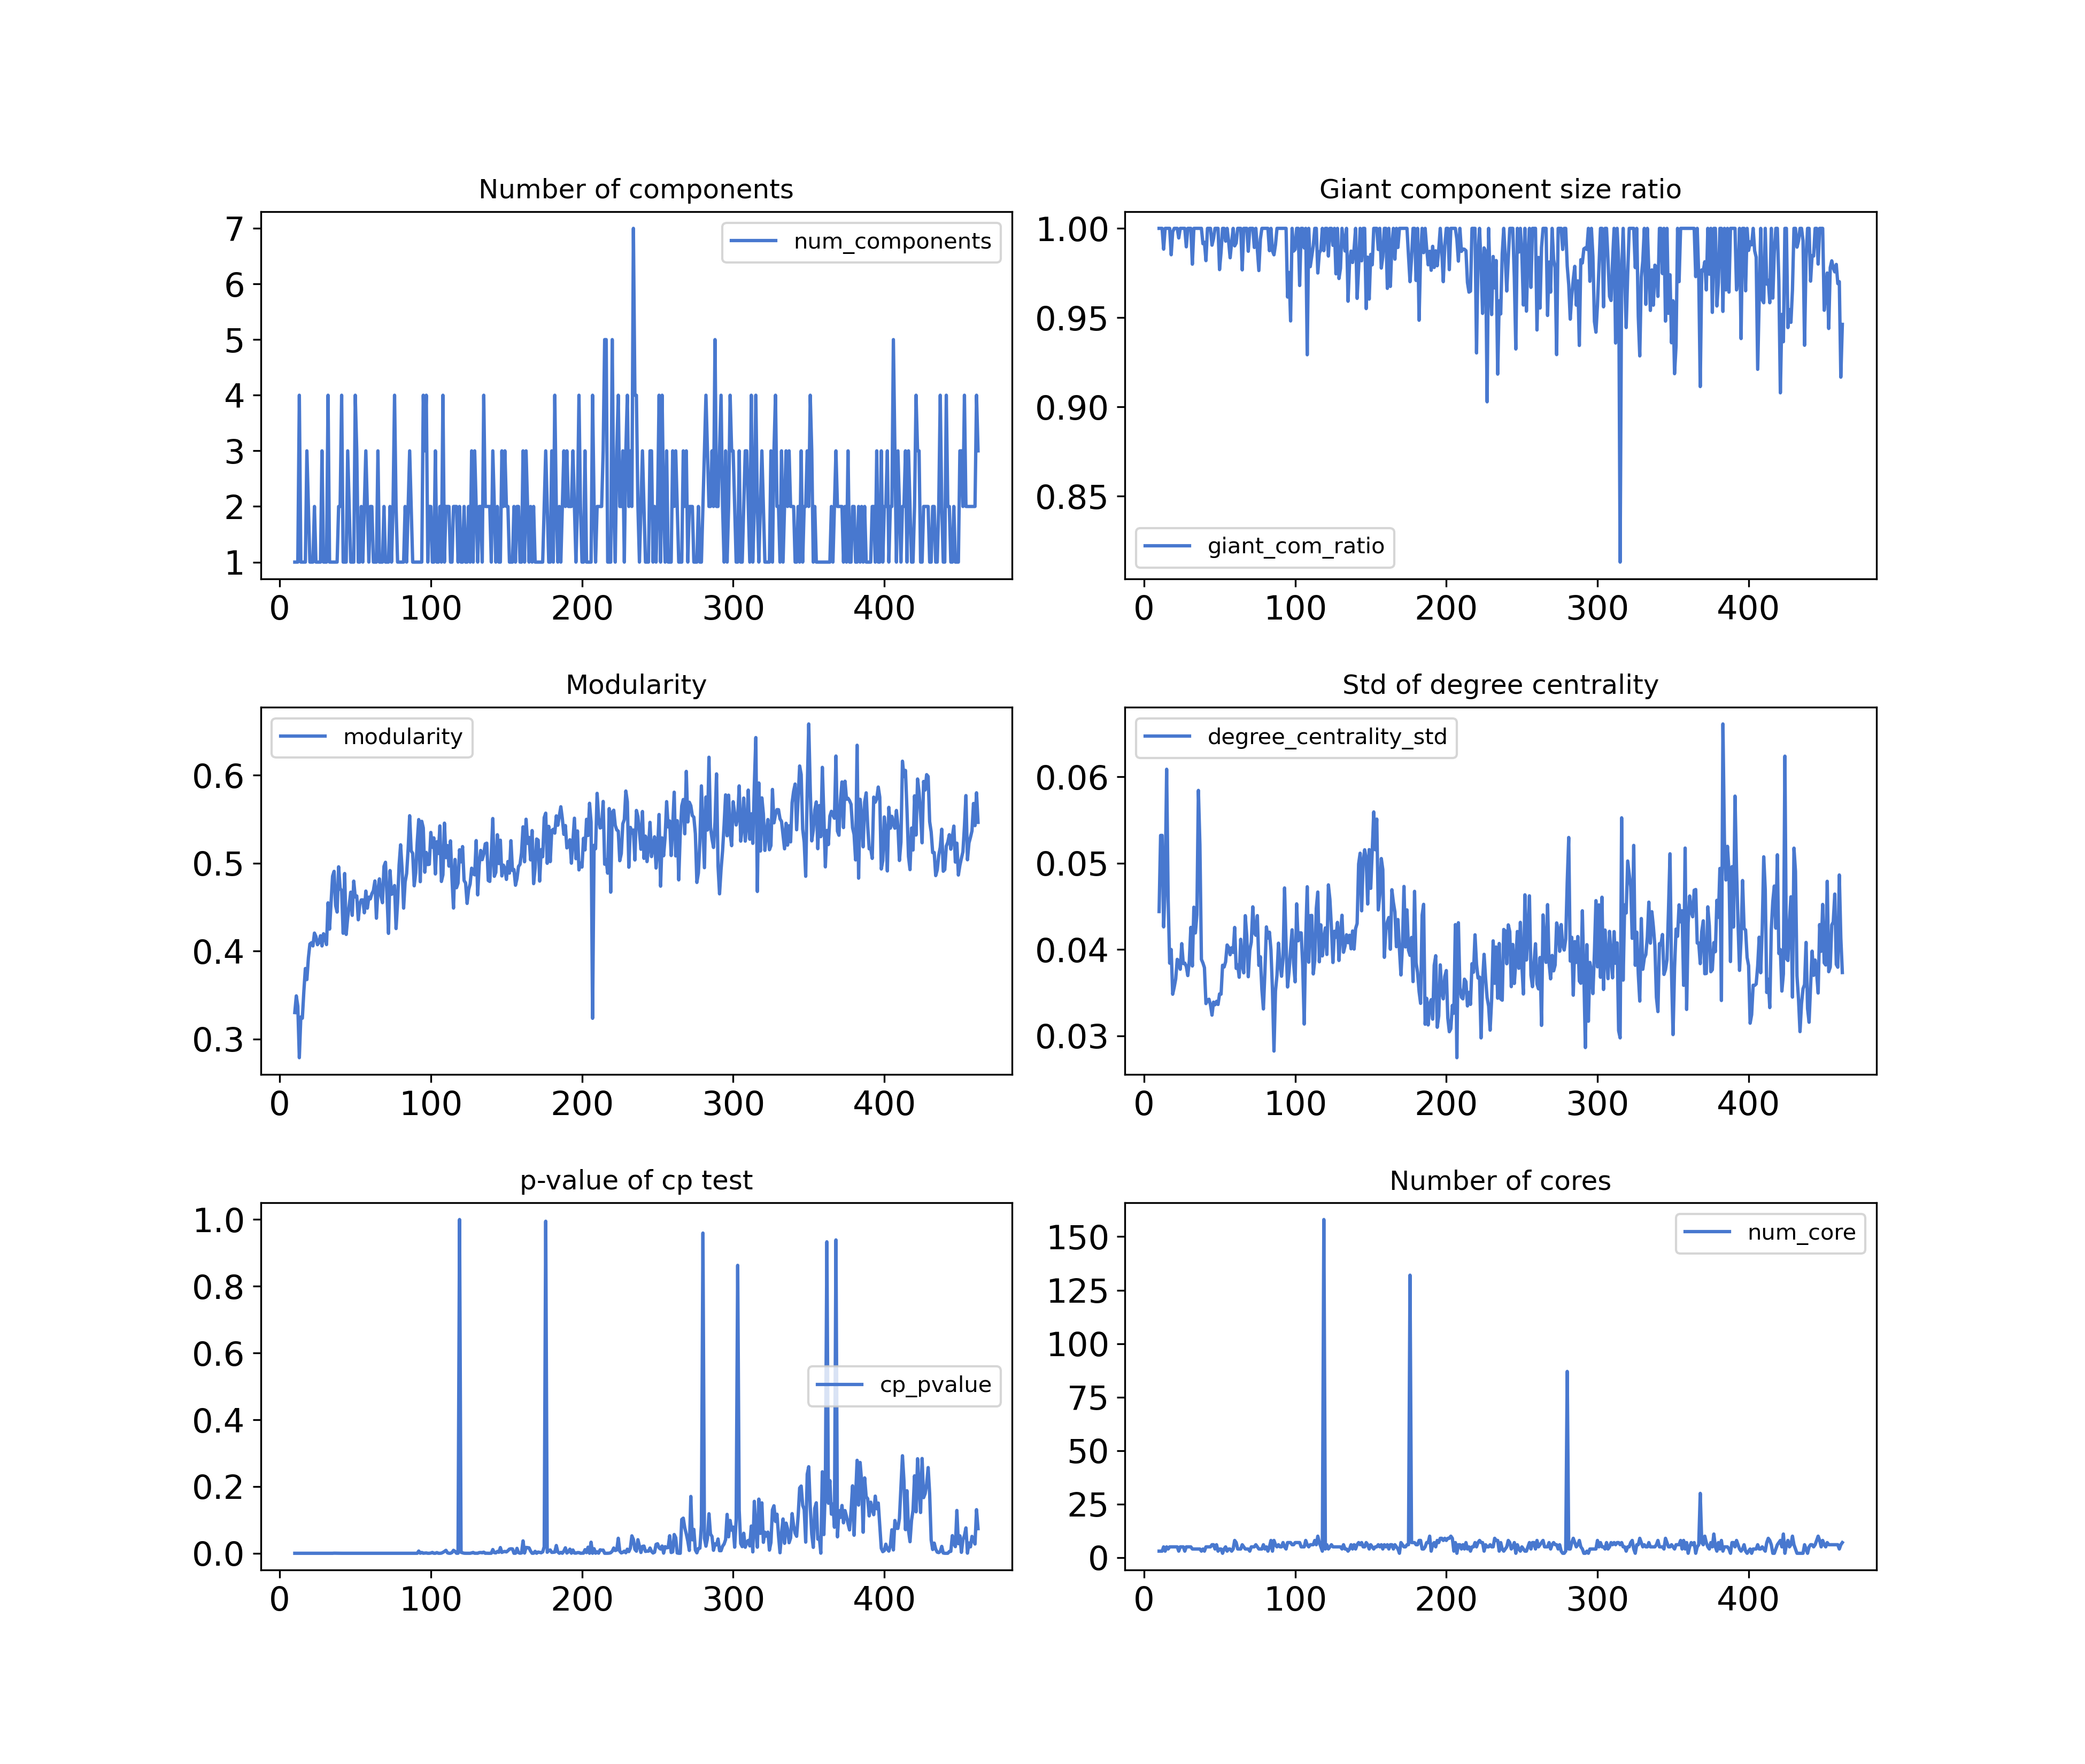 Number of components
7
6
5
4
3
2
1
num_components
0 100 200 300 400
Giant component size ratio
1.00
0.95
0.90
0.85
giant_com_ratio
0 100 200 300 400
Modularity
modularity
0.6
0.5
0.4
0.3
0 100 200 300 400
Std of degree centrality
degree_centrality_std
0.06
0.05
0.04
0.03
0 100 200 300 400
p-value of cp test
1.0
0.8
0.6
0.4
0.2
0.0
cp_pvalue
0 100 200 300 400
Number of cores
num_core
150
125
100
75
50
25
0
0 100 200 300 400